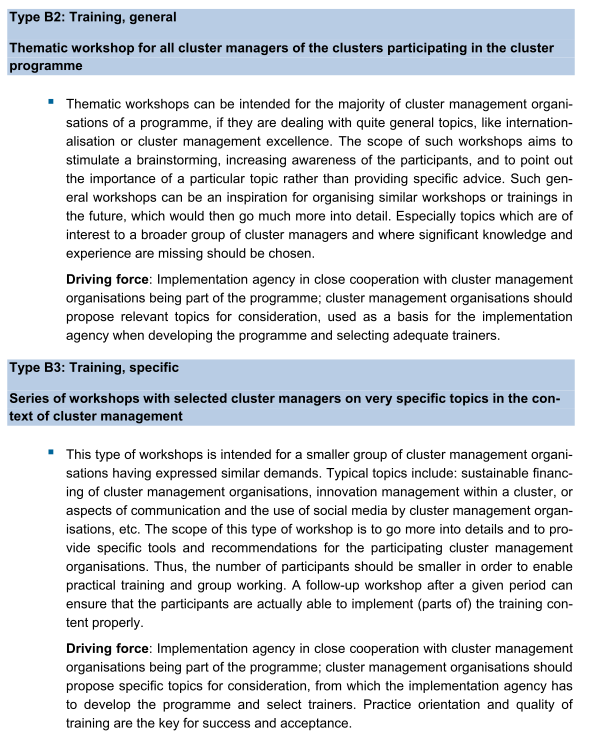 Type B2: Training, general
Thematic workshop for all cluster managers of the clusters participating in the cluster
programme
▪ Thematic workshops can be intended for the majority of cluster management organi-
sations of a programme, if they are dealing with quite general topics, like internation-
alisation or cluster management excellence. The scope of such workshops aims to
stimulate a brainstorming, increasing awareness of the participants, and to point out
the importance of a particular topic rather than providing specific advice. Such gen-
eral workshops can be an inspiration for organising similar workshops or trainings in
the future, which would then go much more into detail. Especially topics which are of
interest to a broader group of cluster managers and where significant knowledge and
experience are missing should be chosen.
Driving force: Implementation agency in close cooperation with cluster management
organisations being part of the programme; cluster management organisations should
propose relevant topics for consideration, used as a basis for the implementation
agency when developing the programme and selecting adequate trainers.
Type B3: Training, specific
Series of workshops with selected cluster managers on very specific topics in the con-
text of cluster management
▪ This type of workshops is intended for a smaller group of cluster management organi-
sations having expressed similar demands. Typical topics include: sustainable financ-
ing of cluster management organisations, innovation management within a cluster, or
aspects of communication and the use of social media by cluster management organ-
isations, etc. The scope of this type of workshop is to go more into details and to pro-
vide specific tools and recommendations for the participating cluster management
organisations. Thus, the number of participants should be smaller in order to enable
practical training and group working. A follow-up workshop after a given period can
ensure that the participants are actually able to implement (parts of) the training con-
tent properly.
Driving force: Implementation agency in close cooperation with cluster management
organisations being part of the programme; cluster management organisations should
propose specific topics for consideration, from which the implementation agency has
to develop the programme and select trainers. Practice orientation and quality of
training are the key for success and acceptance.